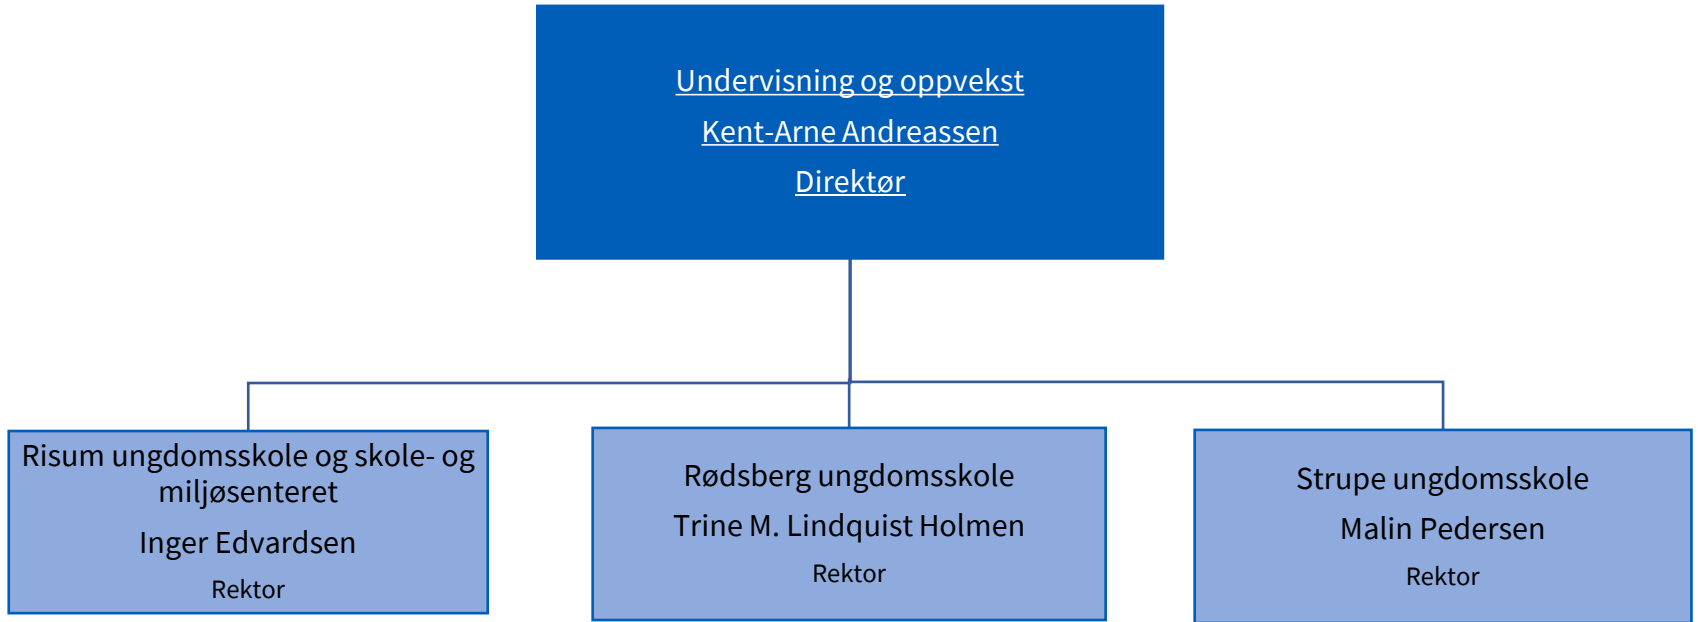 Undervisning og oppvekst
Kent-Arne Andreassen
Direktør
Risum ungdomsskole og skole- og
miljøsenteret
Inger Edvardsen
Rektor
Rødsberg ungdomsskole
Trine M. Lindquist Holmen
Rektor
Strupe ungdomsskole
Malin Pedersen
Rektor